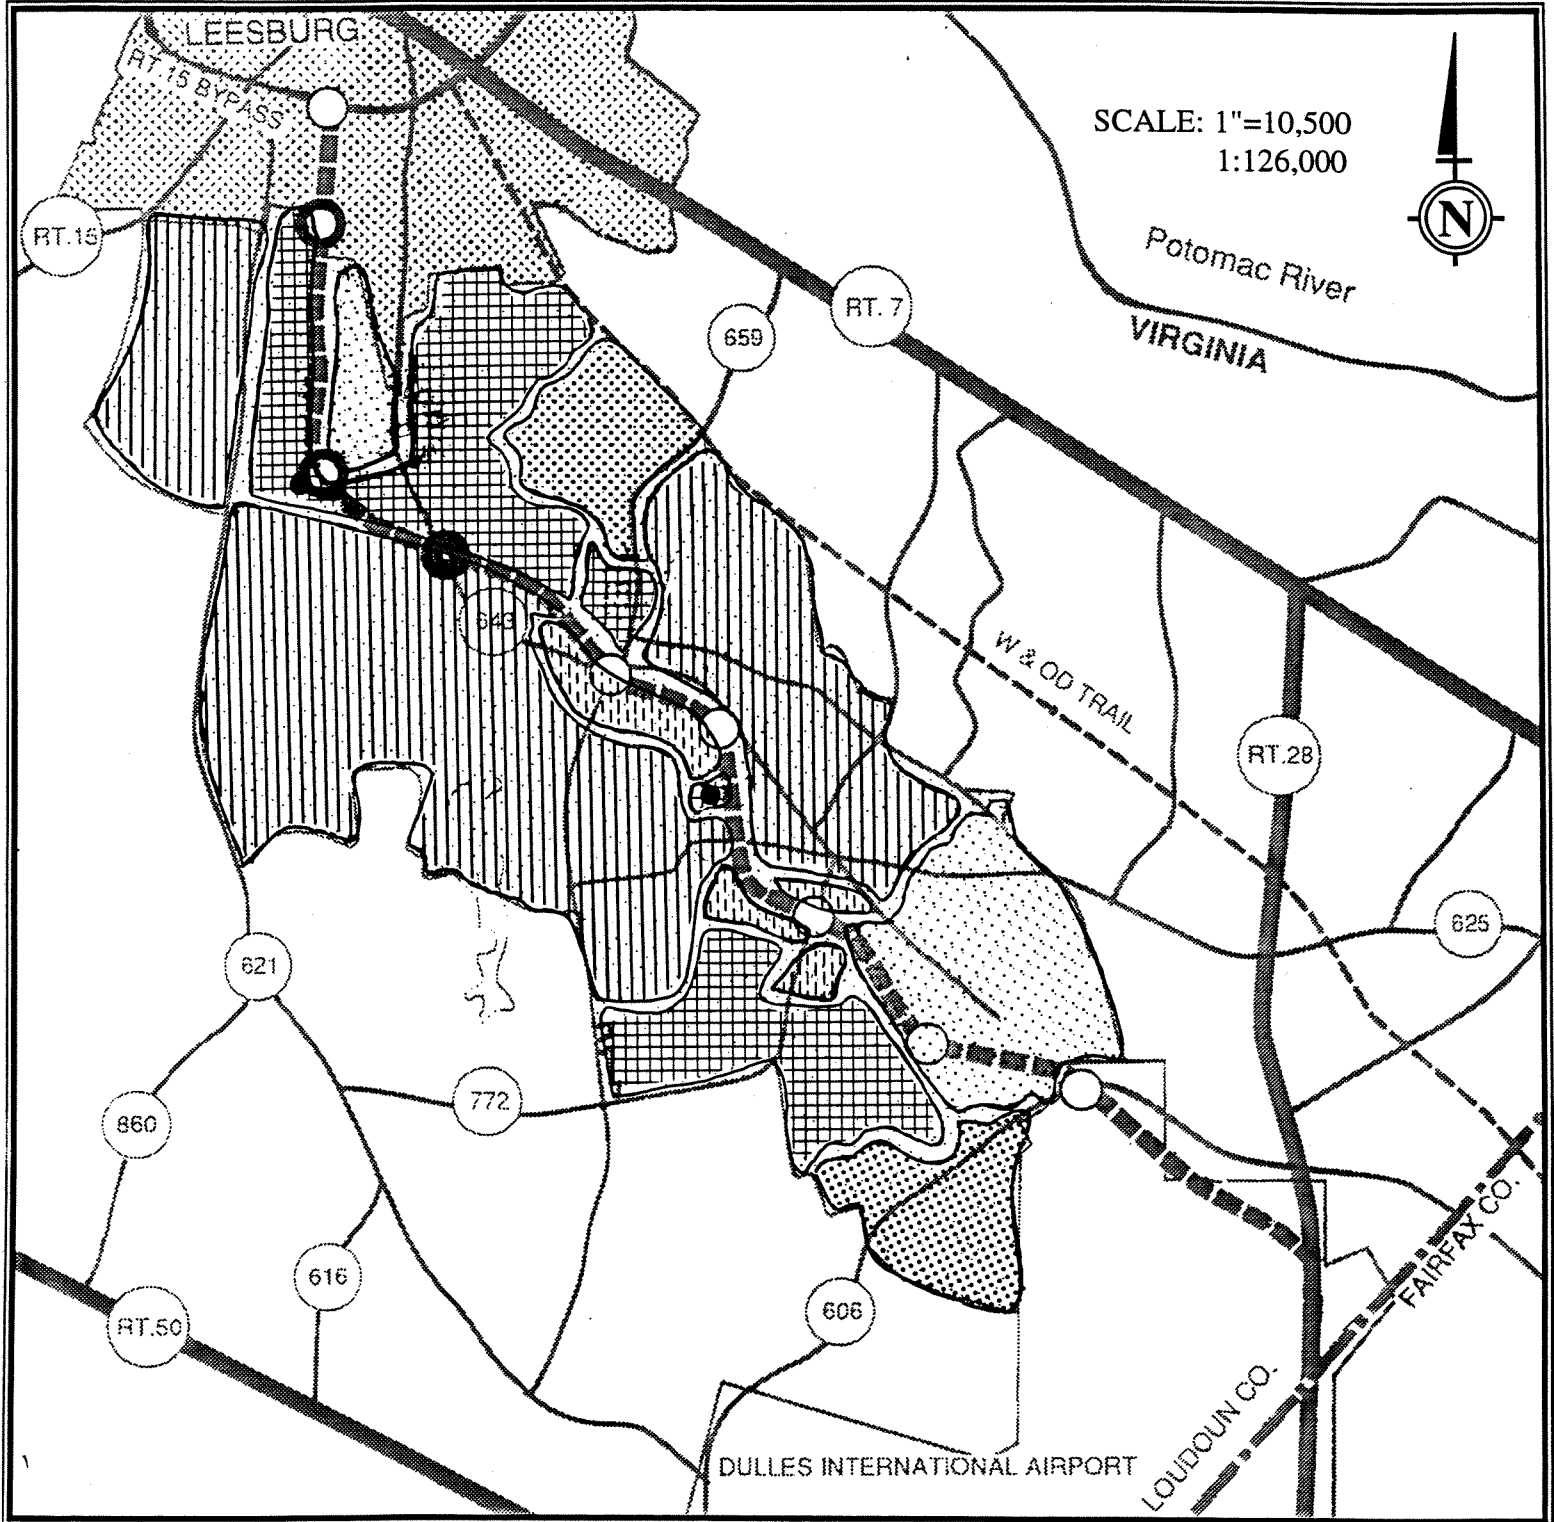 LEESBURG
RT.15 BYPASS
SCALE: 1"=10,500
1:126,000
N
RT.15
Potomac River
VIRGINIA
RT. 7
659
643
W & OD TRAIL
RT.28
625
621
772
860
616
606
RT.50
FAIRFAX CO.
LOUDOUN CO.
DULLES INTERNATIONAL AIRPORT